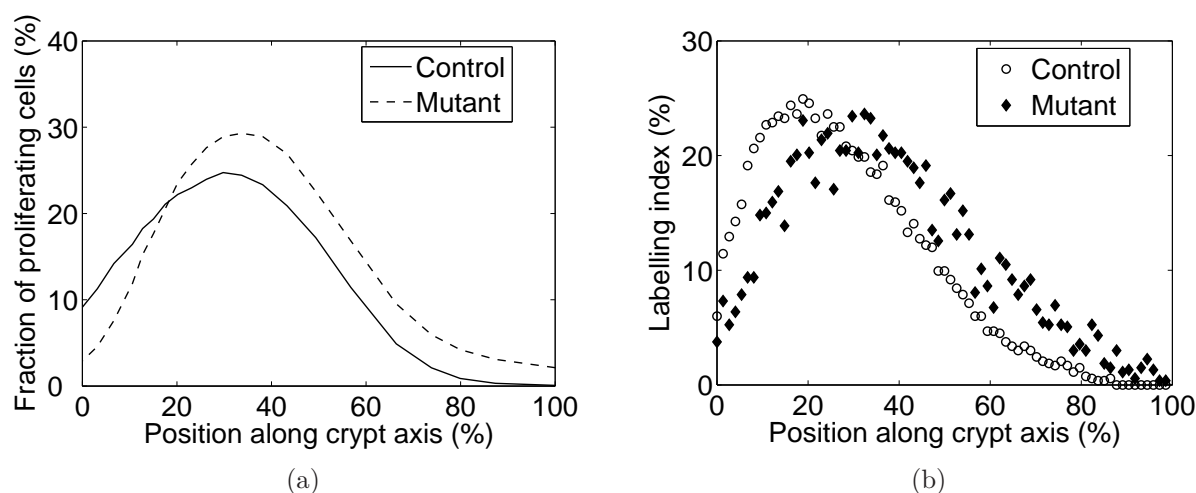 Fraction of proliferating cells (%)
40
30
20
10
0
0 20 40 60 80 100
Position along crypt axis (%)
Control
Mutant
(a)
Labelling index (%)
30
20
10
0
0 20 40 60 80 100
Position along crypt axis (%)
Control
Mutant
(b)